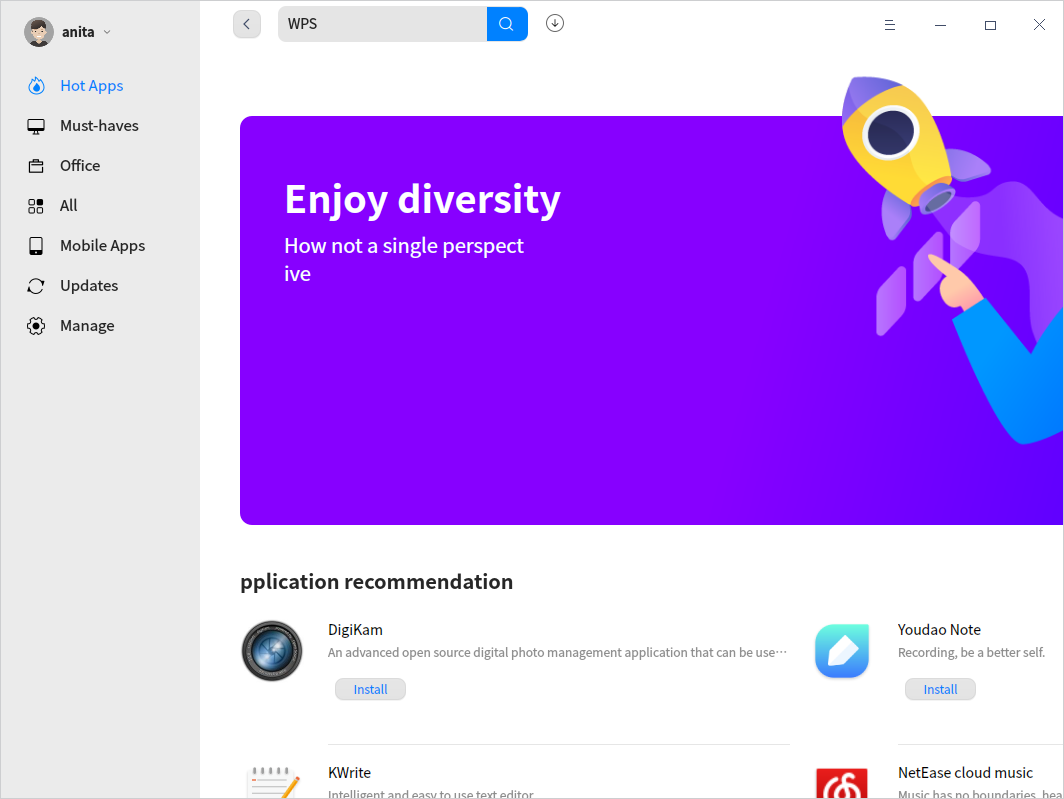 anita
WPS
Hot Apps
Must-haves
Office
All
Mobile Apps
Updates
Manage
Enjoy diversity
How not a single perspect
ive
pplication recommendation
DigiKam
An advanced open source digital photo management application that can be use···
Install
Youdao Note
Recording, be a better self.
Install
KWrite
Intelligent and easy to use text editor
NetEase cloud music
Music has no boundaries, hea